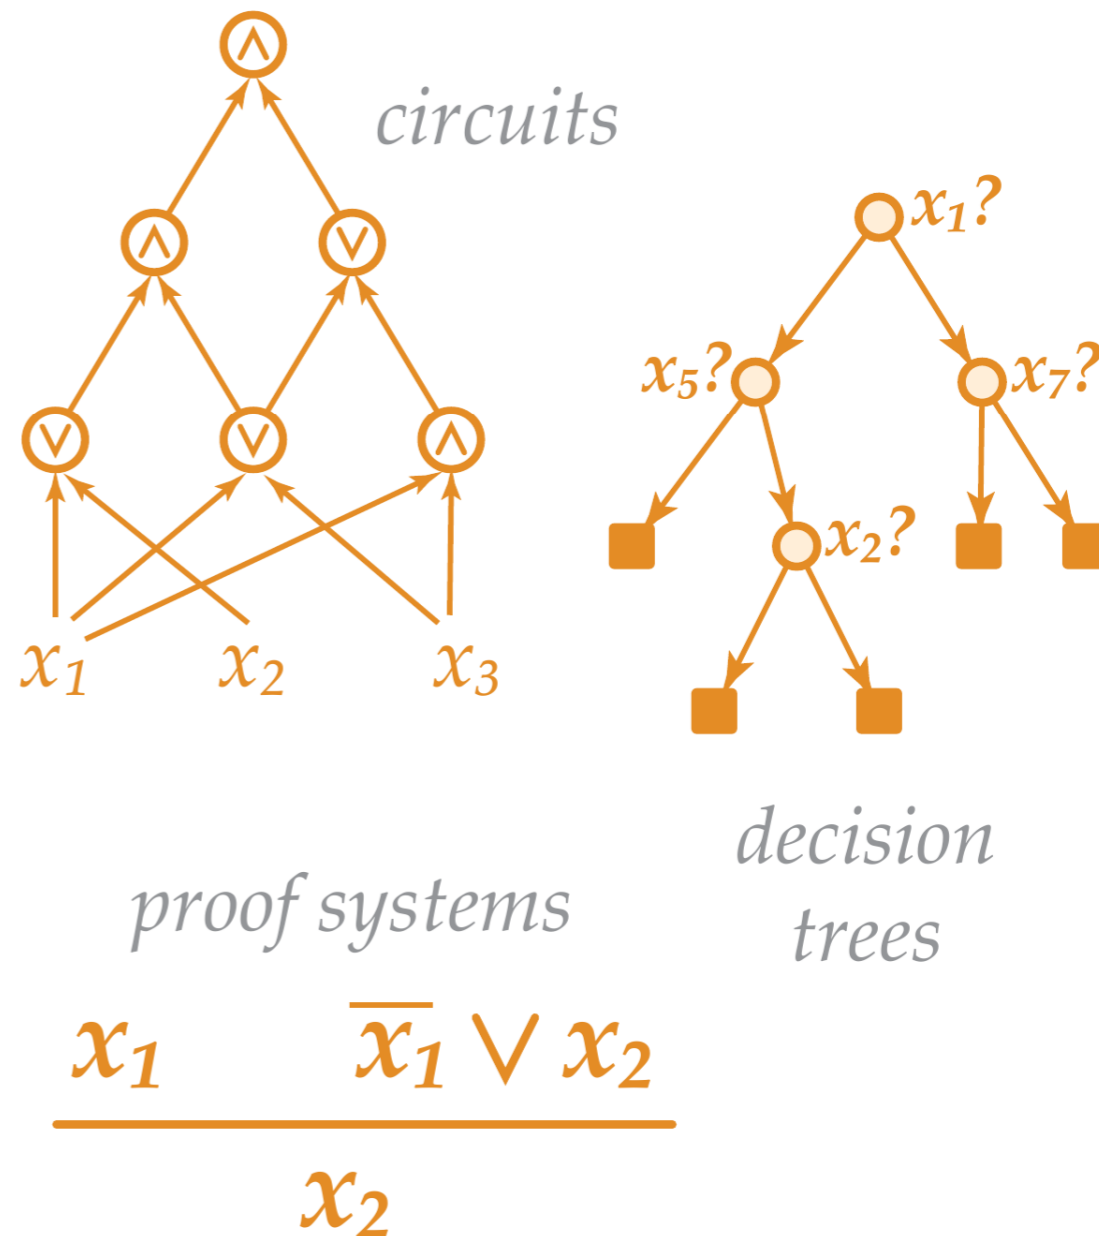 ∧
circuits
∧ ∨
x₁?
x₅? x₇?
∨ ∨ ∧
x₂?
x₁ x₂ x₃
decision
trees
proof systems
x₁ x̅₁ ∨ x₂
x₂